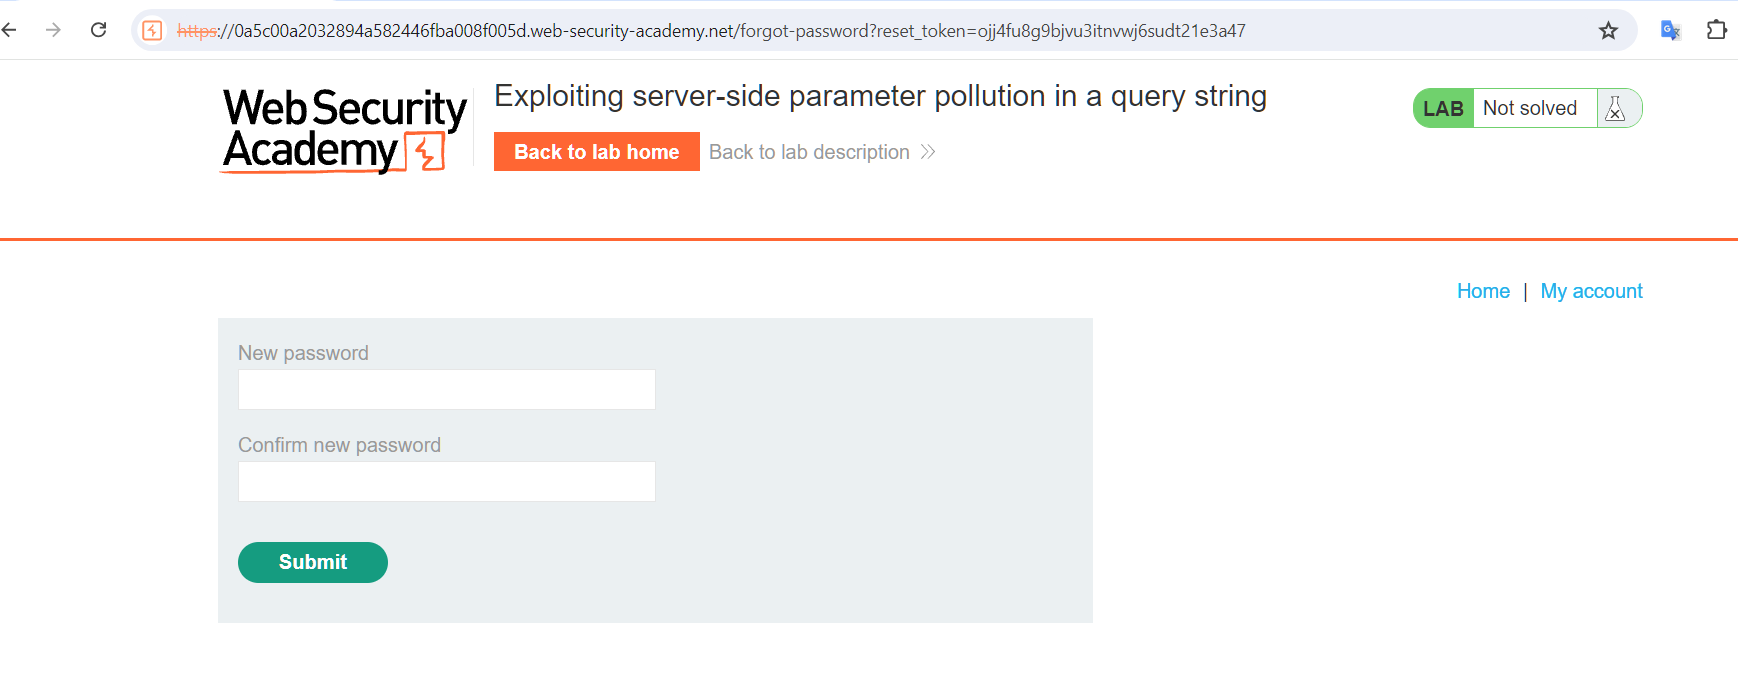 https://0a5c00a2032894a582446fba008f005d.web-security-academy.net/forgot-password?reset_token=ojj4fu8g9bjvu3itnvwj6sudt21e3a47
Web Security
Academy
Exploiting server-side parameter pollution in a query string
Back to lab home
Back to lab description
LAB
Not solved
Home | My account
New password
Confirm new password
Submit